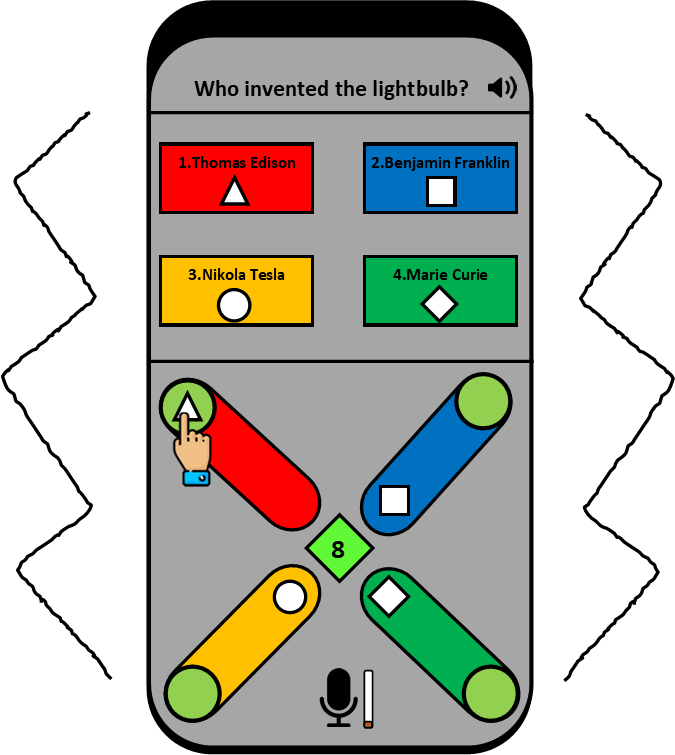 Who invented the lightbulb?
1.Thomas Edison
2.Benjamin Franklin
3.Nikola Tesla
4.Marie Curie
8